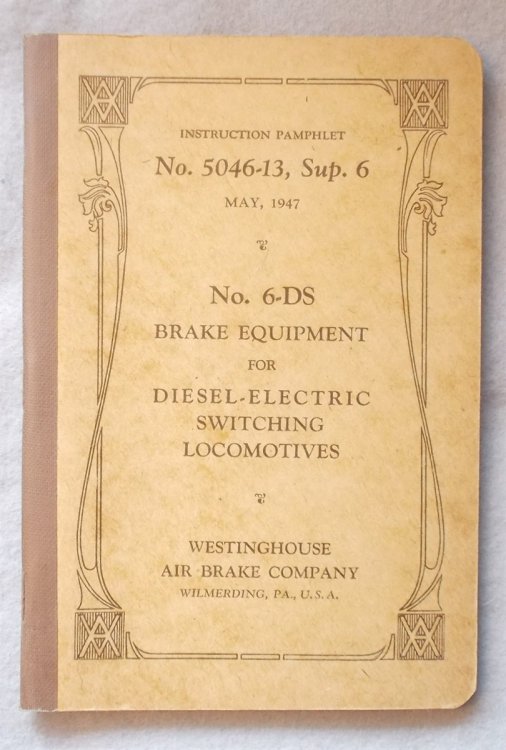 INSTRUCTION PAMPHLET
No. 5046-13, Sup. 6
MAY, 1947
No. 6-DS
BRAKE EQUIPMENT
FOR
DIESEL-ELECTRIC
SWITCHING
LOCOMOTIVES
WESTINGHOUSE
AIR BRAKE COMPANY
WILMERDING, PA., U.S.A.